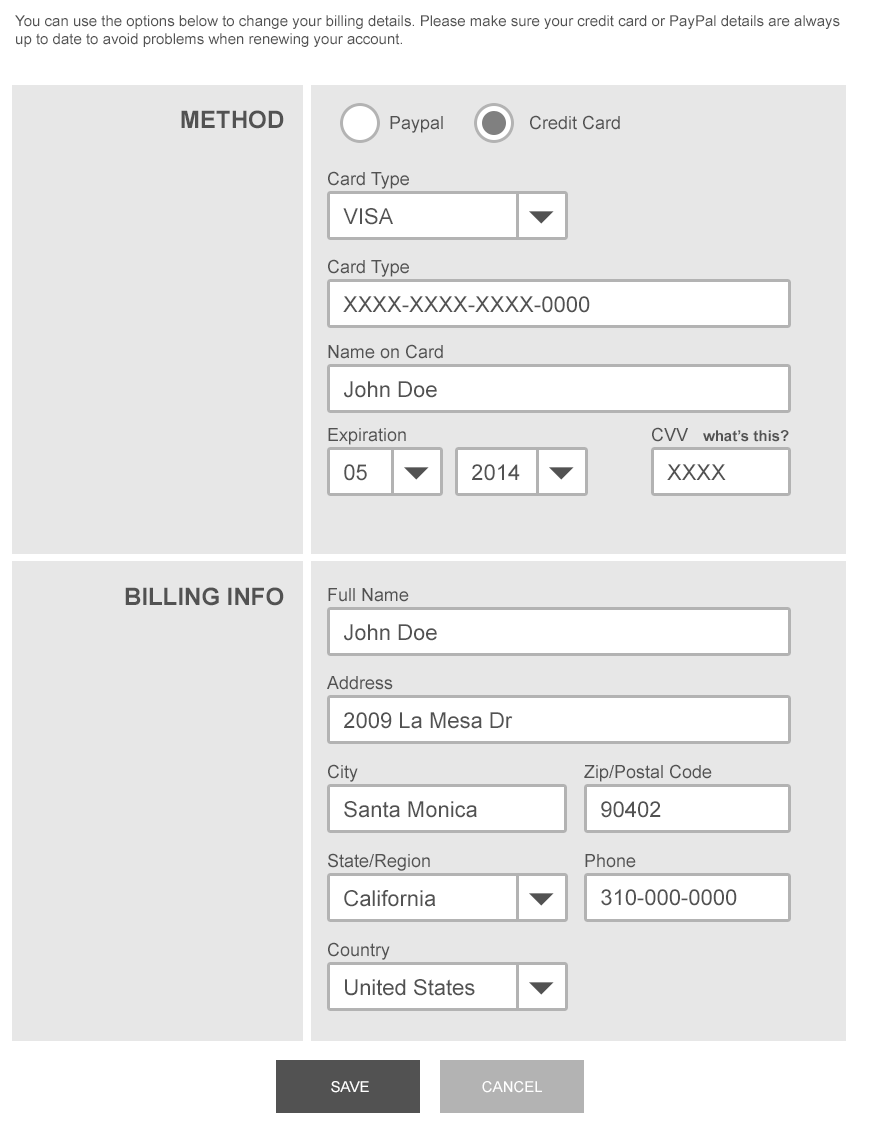 You can use the options below to change your billing details. Please make sure your credit card or PayPal details are always
up to date to avoid problems when renewing your account.
METHOD
Paypal
Credit Card
Card Type
VISA
Card Type
XXXX-XXXX-XXXX-0000
Name on Card
John Doe
Expiration
CVV what's this?
05
2014
XXXX
BILLING INFO
Full Name
John Doe
Address
2009 La Mesa Dr
City
Zip/Postal Code
Santa Monica
90402
State/Region
Phone
California
310-000-0000
Country
United States
SAVE
CANCEL